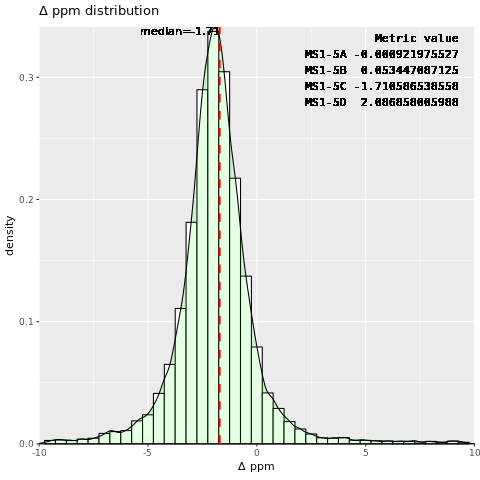 Δ ppm distribution
median=-1.71
Metric value
MS1-5A -0.000921975527
MS1-5B 0.053447087125
MS1-5C -1.710586538558
MS1-5D 2.086858005988
0.3
0.2
0.1
0.0
density
-10 -5 0 5 10
Δ ppm